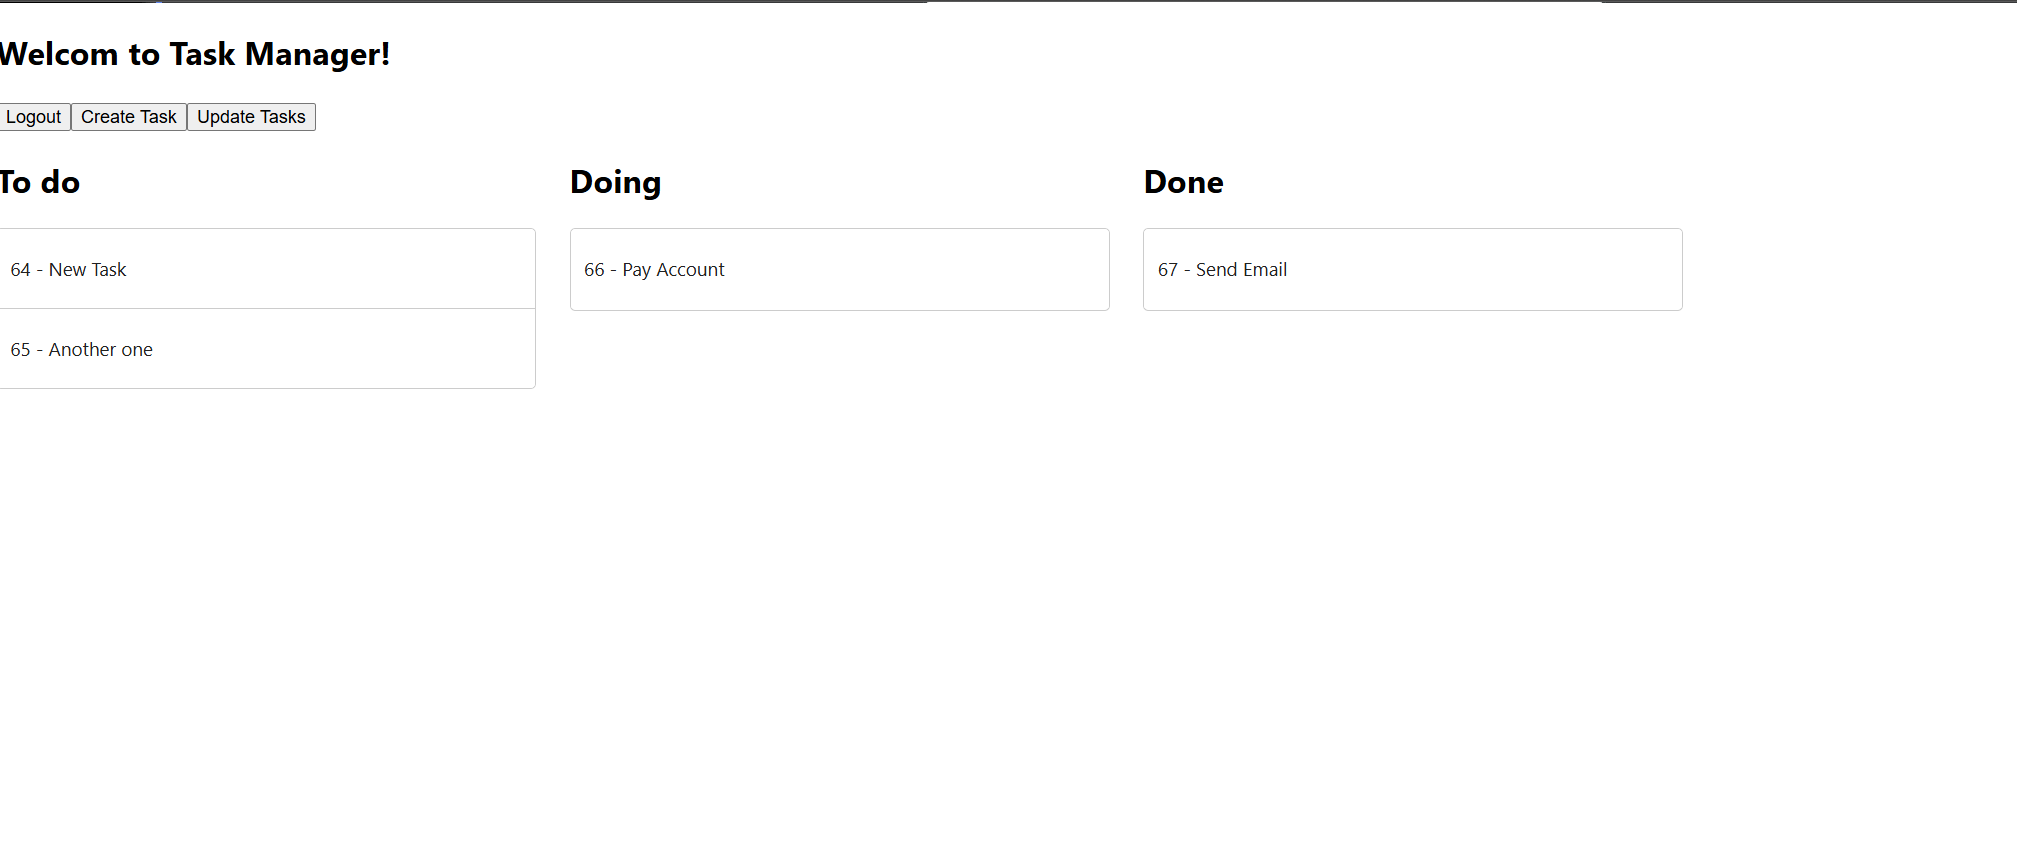 Welcom to Task Manager!
Logout Create Task Update Tasks
To do
64 - New Task
65 - Another one
Doing
66 - Pay Account
Done
67 - Send Email